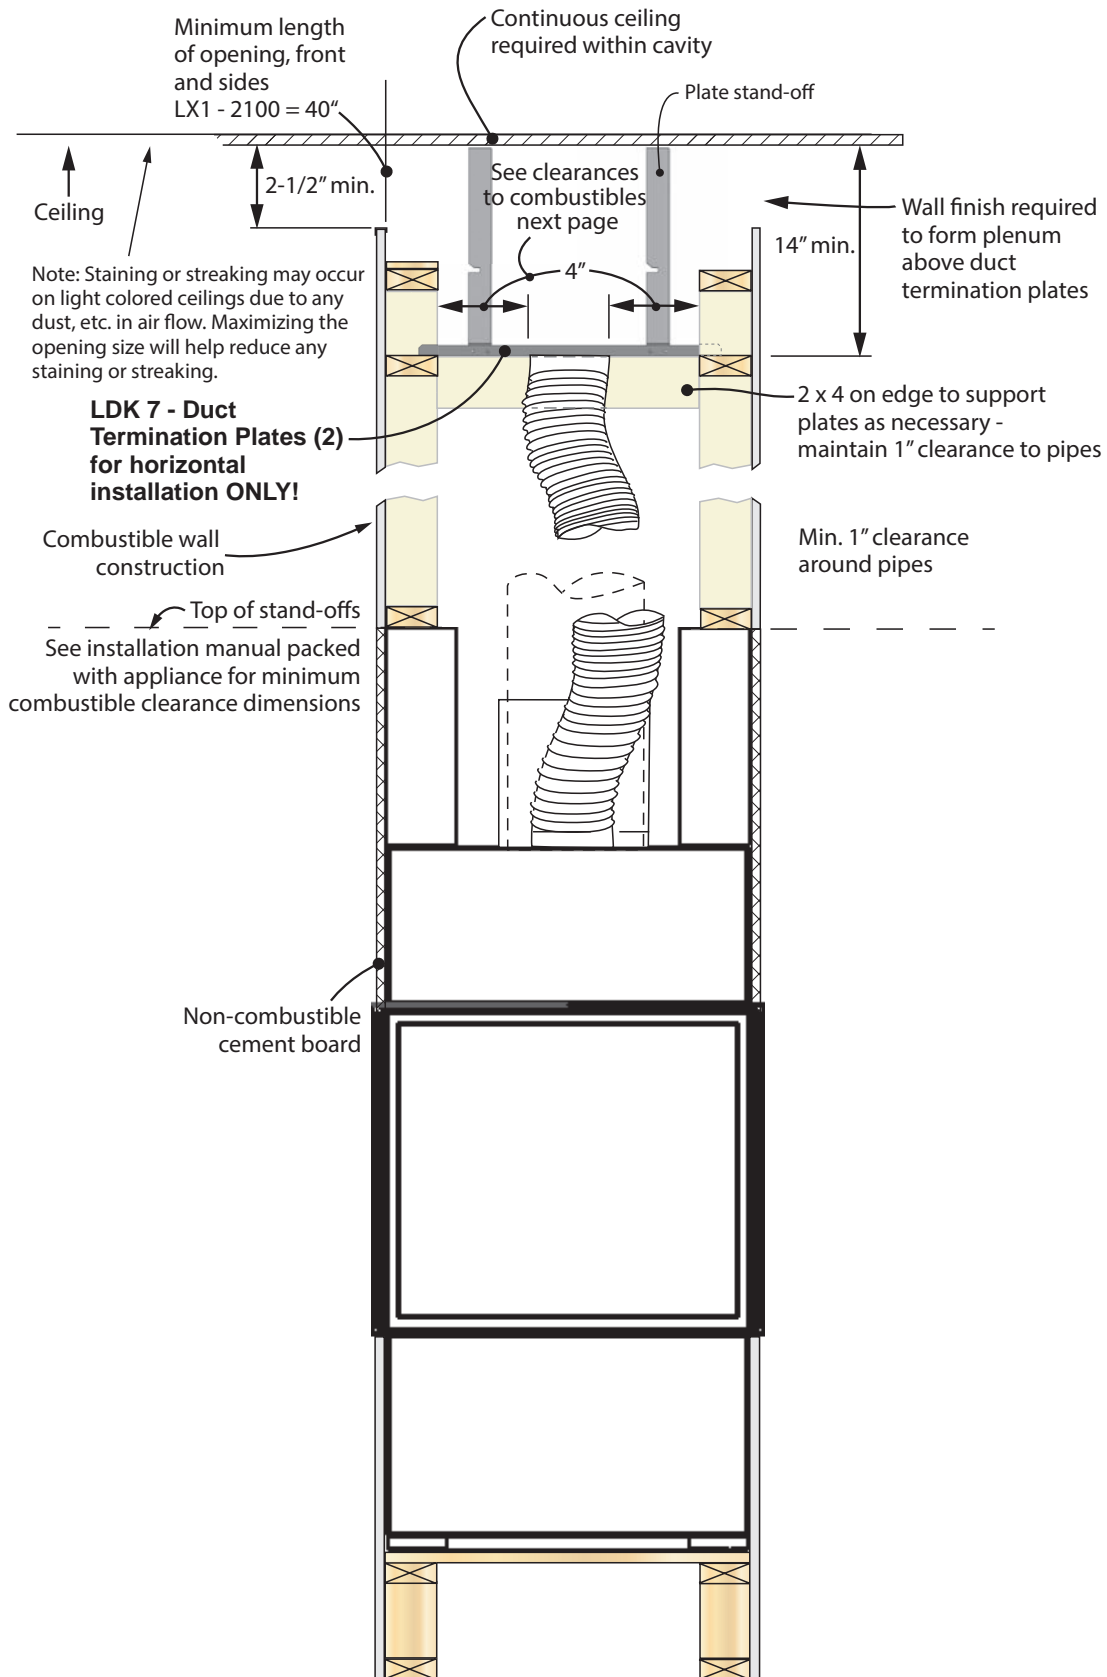 Minimum length
of opening, front
and sides
LX1 - 2100 = 40“
Continuous ceiling
required within cavity
Plate stand-off
2-1/2” min.
See clearances
to combustibles
next page
Ceiling
14” min.
Wall finish required
to form plenum
above duct
termination plates
4”
Note: Staining or streaking may occur
on light colored ceilings due to any
dust, etc. in air flow. Maximizing the
opening size will help reduce any
staining or streaking.
LDK 7 - Duct
Termination Plates (2)
for horizontal
installation ONLY!
2 x 4 on edge to support
plates as necessary -
maintain 1” clearance to pipes
Combustible wall
construction
Min. 1” clearance
around pipes
Top of stand-offs
See installation manual packed
with appliance for minimum
combustible clearance dimensions
Non-combustible
cement board